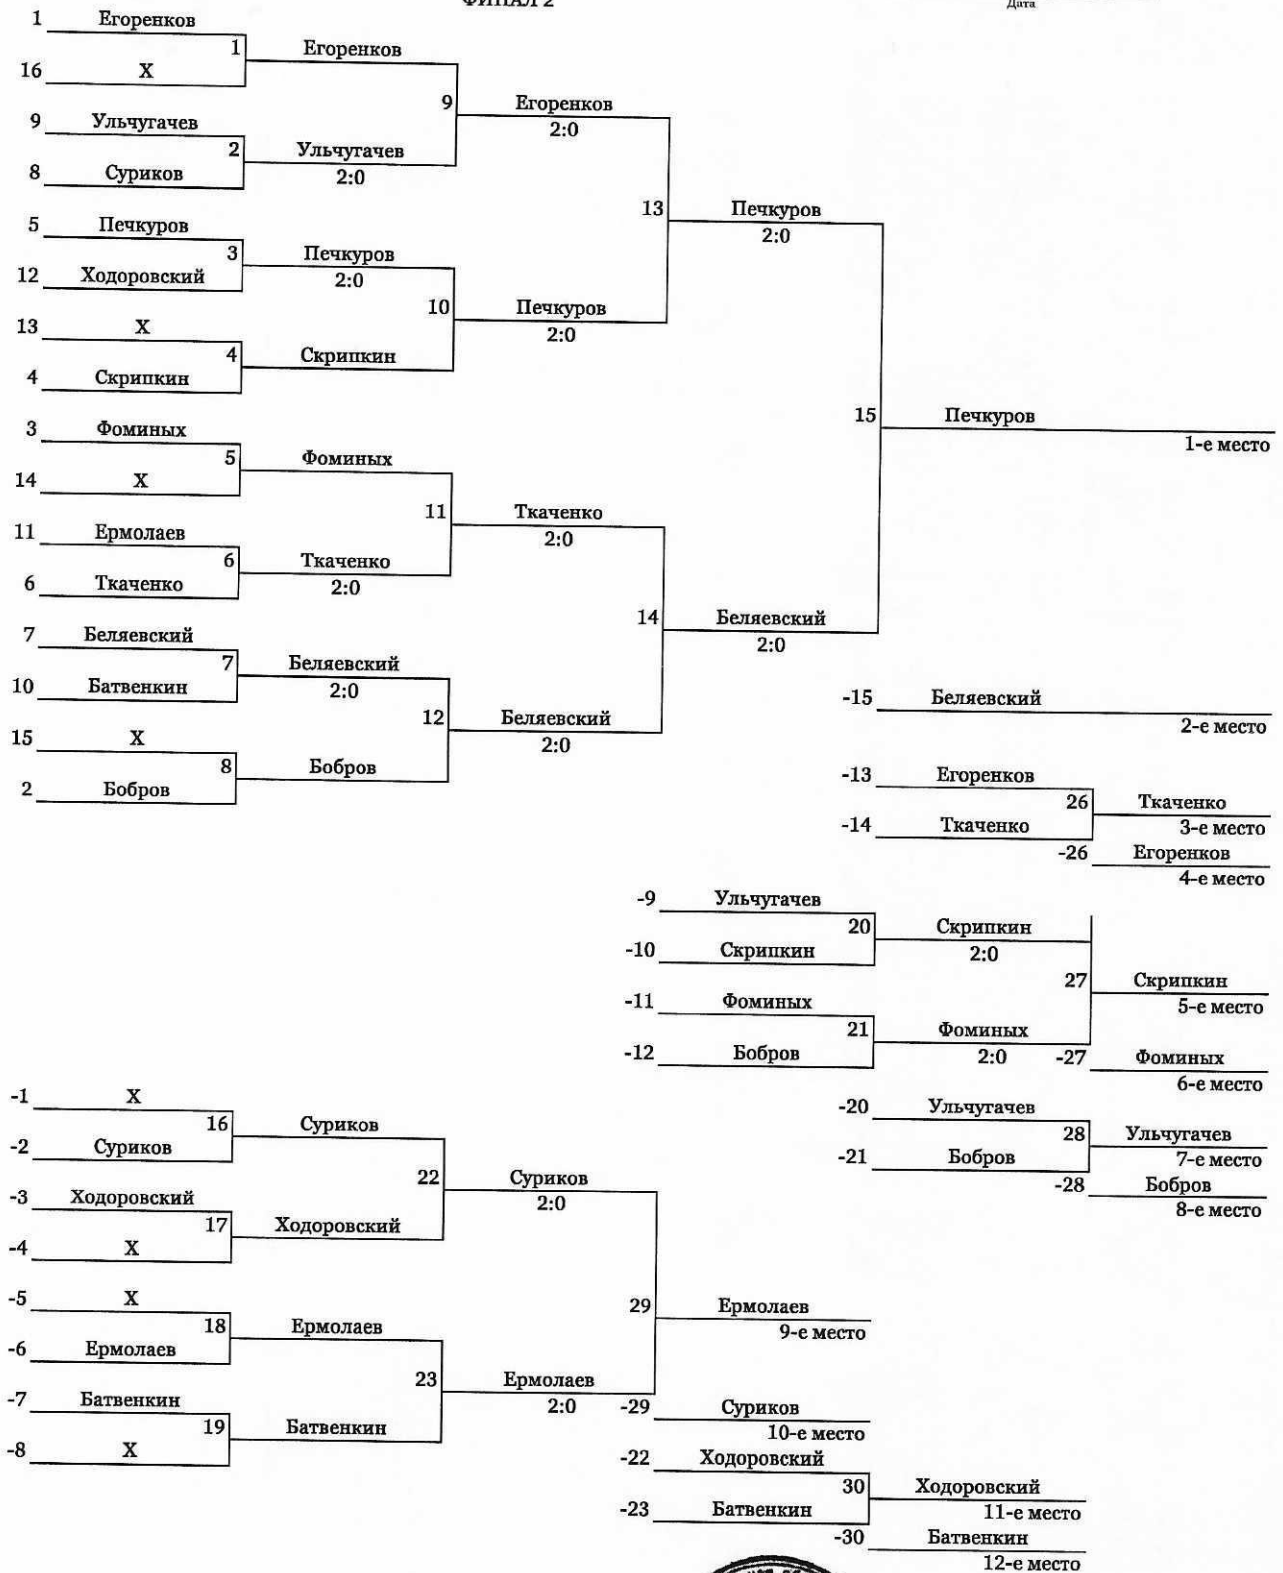 ФИНАЛ 2
Дата
1 Егоренков
1 Егоренков
16 X
9 Егоренков
2:0
9 Ульчугачев
2 Ульчугачев
2:0
8 Суриков
13 Печкуров
2:0
5 Печкуров
3 Печкуров
2:0
12 Ходоровский
10 Печкуров
2:0
13 X
4 Скрипкин
4 Скрипкин
15 Печкуров
1-е место
3 Фоминых
5 Фоминых
14 X
11 Ткаченко
2:0
11 Ермолаев
6 Ткаченко
2:0
6 Ткаченко
14 Беляевский
2:0
7 Беляевский
7 Беляевский
2:0
10 Батвенкин
12 Беляевский
2:0
15 X
8 Бобров
2 Бобров
-15 Беляевский
2-е место
-13 Егоренков
26 Ткаченко
3-е место
-14 Ткаченко
-26 Егоренков
4-е место
-9 Ульчугачев
20 Скрипкин
2:0
-10 Скрипкин
27 Скрипкин
5-е место
-11 Фоминых
21 Фоминых
2:0
-12 Бобров
-27 Фоминых
6-е место
-20 Ульчугачев
28 Ульчугачев
7-е место
-21 Бобров
-28 Бобров
8-е место
-1 X
16 Суриков
-2 Суриков
22 Суриков
2:0
-3 Ходоровский
17 Ходоровский
-4 X
29 Ермолаев
9-е место
-5 X
18 Ермолаев
-6 Ермолаев
23 Ермолаев
2:0
-7 Батвенкин
19 Батвенкин
-8 X
-29 Суриков
10-е место
-22 Ходоровский
30 Ходоровский
11-е место
-23 Батвенкин
-30 Батвенкин
12-е место